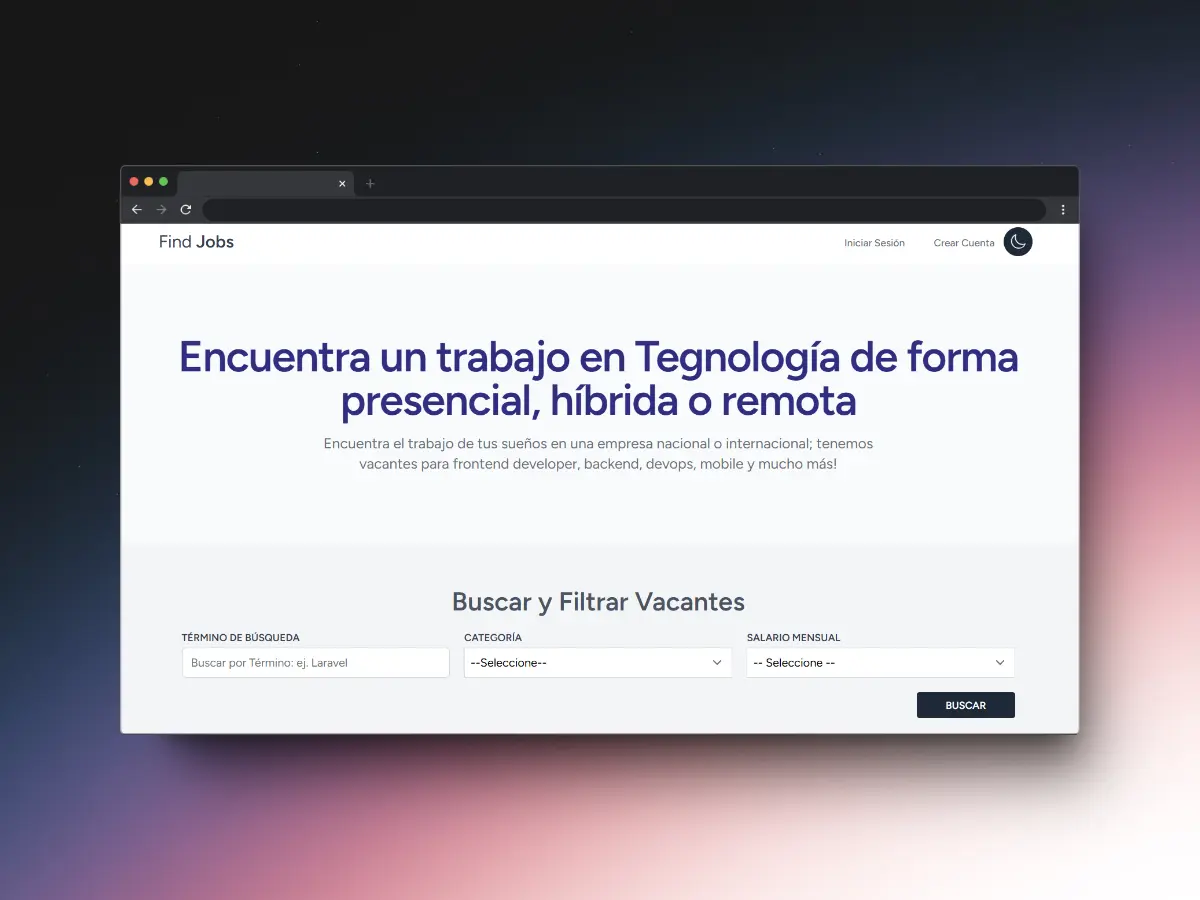 Find Jobs
Iniciar Sesión
Crear Cuenta
Encuentra un trabajo en Tegnología de forma
presencial, híbrida o remota
Encuentra el trabajo de tus sueños en una empresa nacional o internacional; tenemos
vacantes para frontend developer, backend, devops, mobile y mucho más!
Buscar y Filtrar Vacantes
TÉRMINO DE BÚSQUEDA
Buscar por Término: ej. Laravel
CATEGORÍA
--Seleccione--
SALARIO MENSUAL
-- Seleccione --
BUSCAR